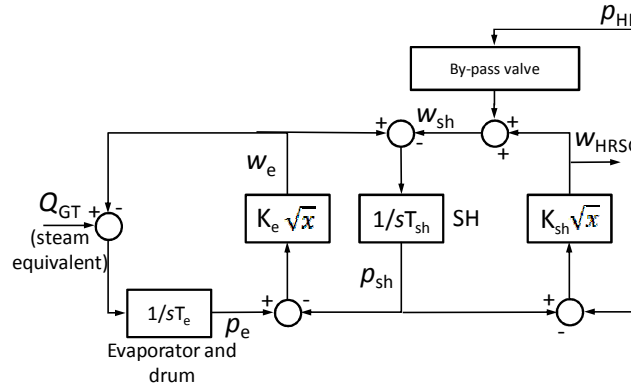 p_HI
By-pass valve
+
w_sh
+
+
-
w_HRSG
w_e
Q_GT
+
-
(steam
equivalent)
K_e √x
1/sT_sh
SH
K_sh √x
p_sh
1/sT_e
p_e
+
-
+
-
Evaporator and
drum